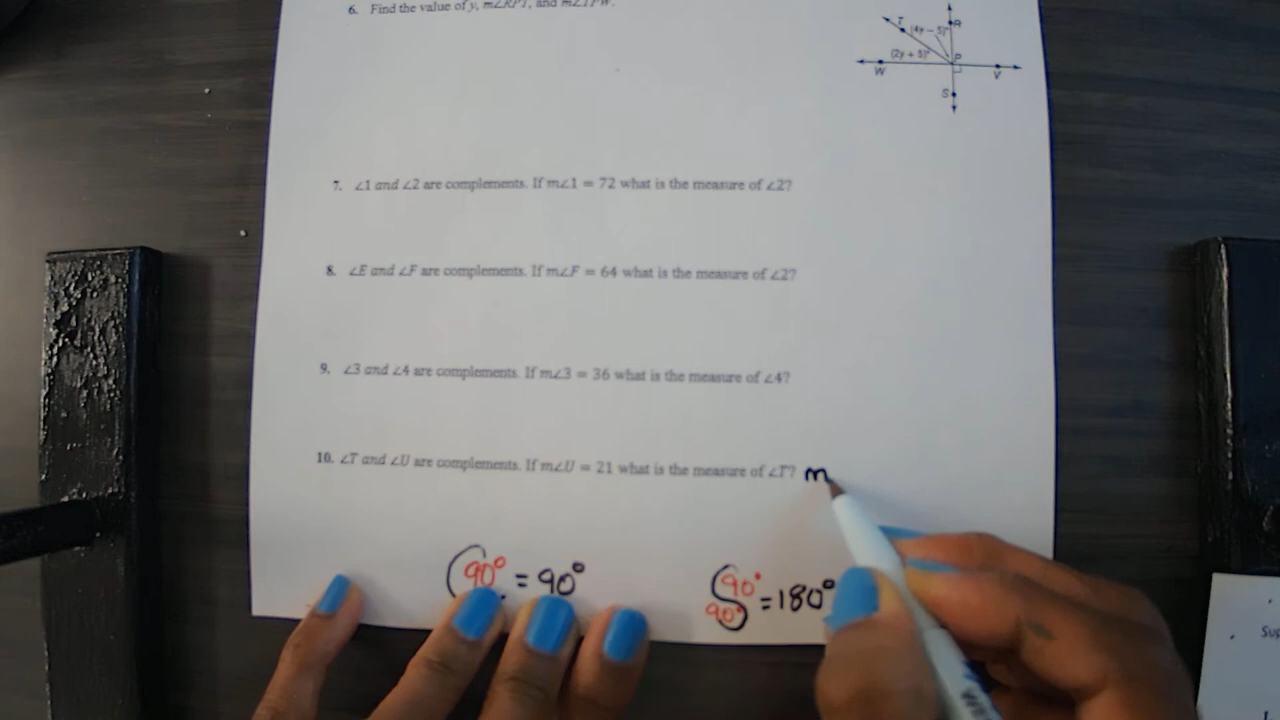 6. Find the value of y, m∠RPT, and m∠TPW.
T
R
(4y – 5)°
(2y + 5)°
P
W
V
S
7. ∠1 and ∠2 are complements. If m∠1 = 72 what is the measure of ∠2?
8. ∠E and ∠F are complements. If m∠F = 64 what is the measure of ∠2?
9. ∠3 and ∠4 are complements. If m∠3 = 36 what is the measure of ∠4?
10. ∠T and ∠U are complements. If m∠U = 21 what is the measure of ∠T? m
C 90° = 90°
S 90° 90° = 180°